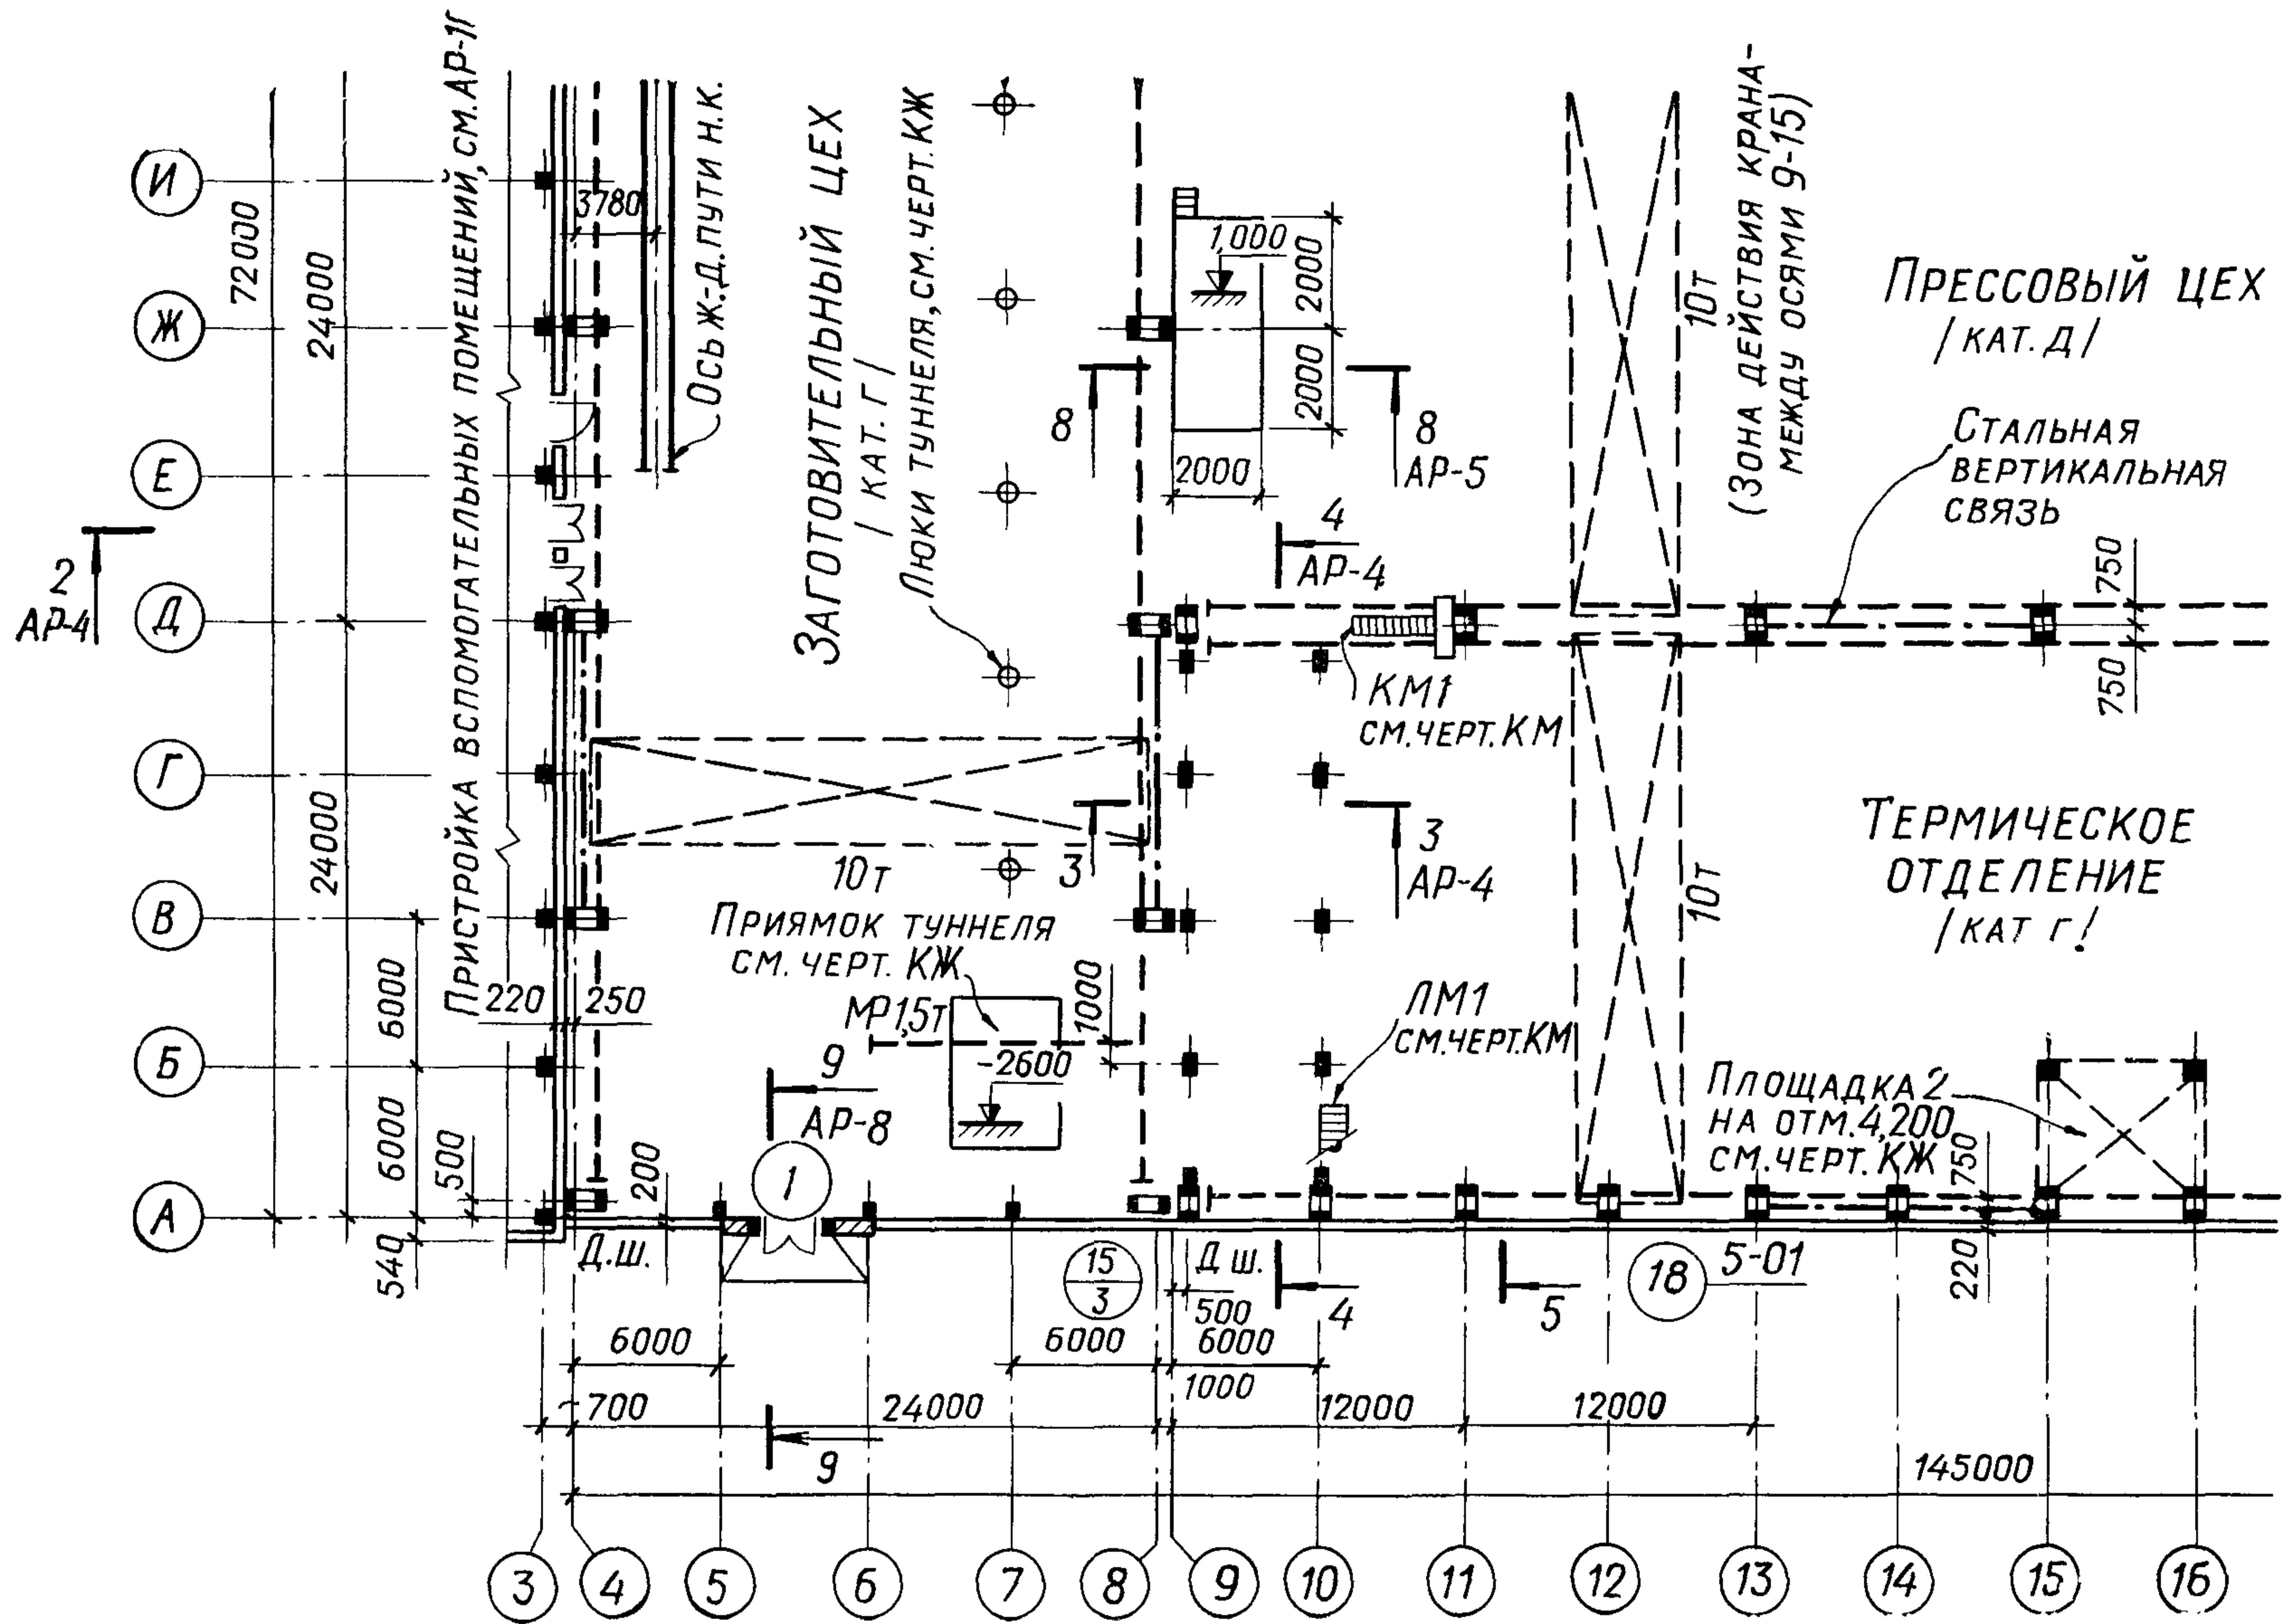 И
Ж
Е
Д
Г
В
Б
А
72000
24000
24000
6000
6000
500
540
2
АР-4
Пристройка вспомогательных помещений, см. АР-11
220
250
3780
Ось Ж-Д. пути Н.К.
Заготовительный цех
/ кат. Г /
Люки туннеля, см. черт. КЖ
1,000
2000
2000
2000
8
8
АР-5
4
АР-4
10т
(Зона действия крана-
между осями 9-15)
Прессовый цех
/ кат. Д /
Стальная
вертикальная
связь
750
750
КМ1
см. черт. КМ
10т
3
3
АР-4
10т
Термическое
отделение
/ кат Г /
Приямок туннеля
см. черт. КЖ
МР 1,5т
1000
-2600
9
АР-8
ЛМ1
см. черт. КМ
Площадка 2
на отм. 4,200
см. черт. КЖ
750
220
200
1
Д.Ш.
15
3
Д Ш.
500
4
5
18
5-01
6000
6000
6000
700
24000
1000
12000
12000
9
145000
3
4
5
6
7
8
9
10
11
12
13
14
15
16